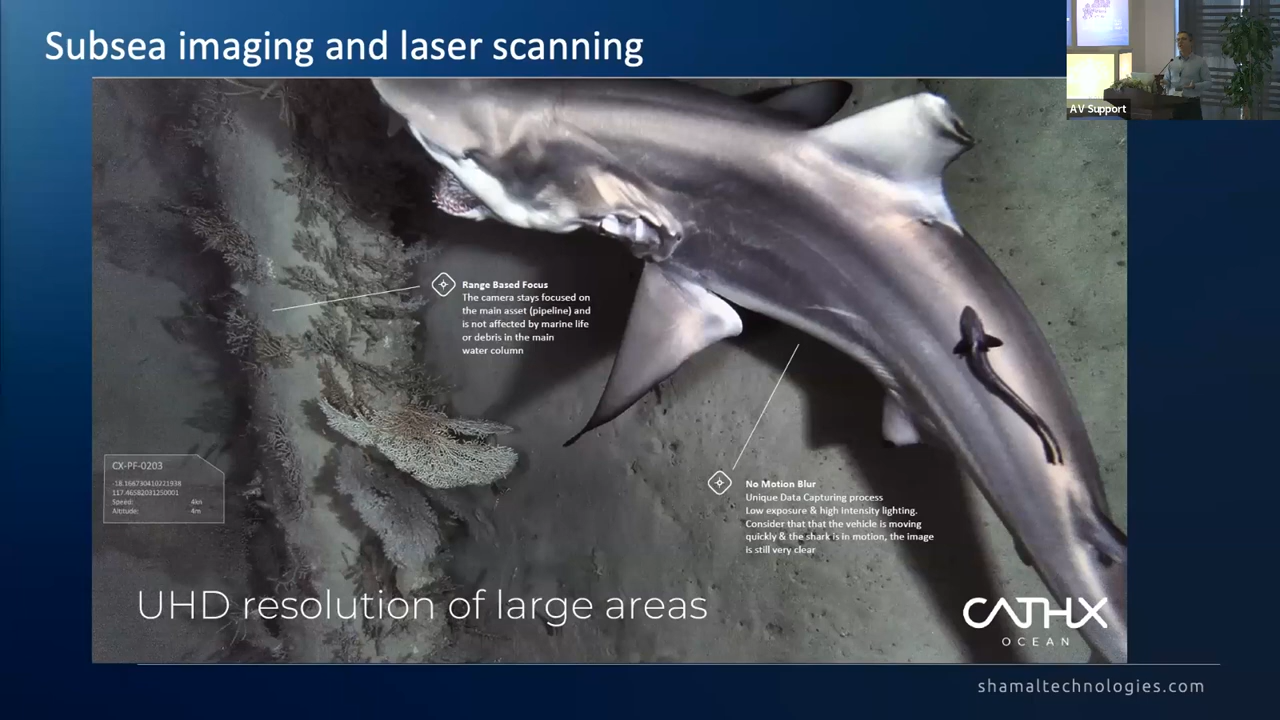 Subsea imaging and laser scanning
AV Support
Range Based Focus
The camera stays focused on
the main asset (pipeline) and
is not affected by marine life
or debris in the main
water column
CX-PF-0203
-18.166730410221938
117.46582031250001
Speed: 4kn
Altitude: 4m
No Motion Blur
Unique Data Capturing process
Low exposure & high intensity lighting.
Consider that that the vehicle is moving
quickly & the shark is in motion, the image
is still very clear
UHD resolution of large areas
CATHX
OCEAN
shamaltechnologies.com